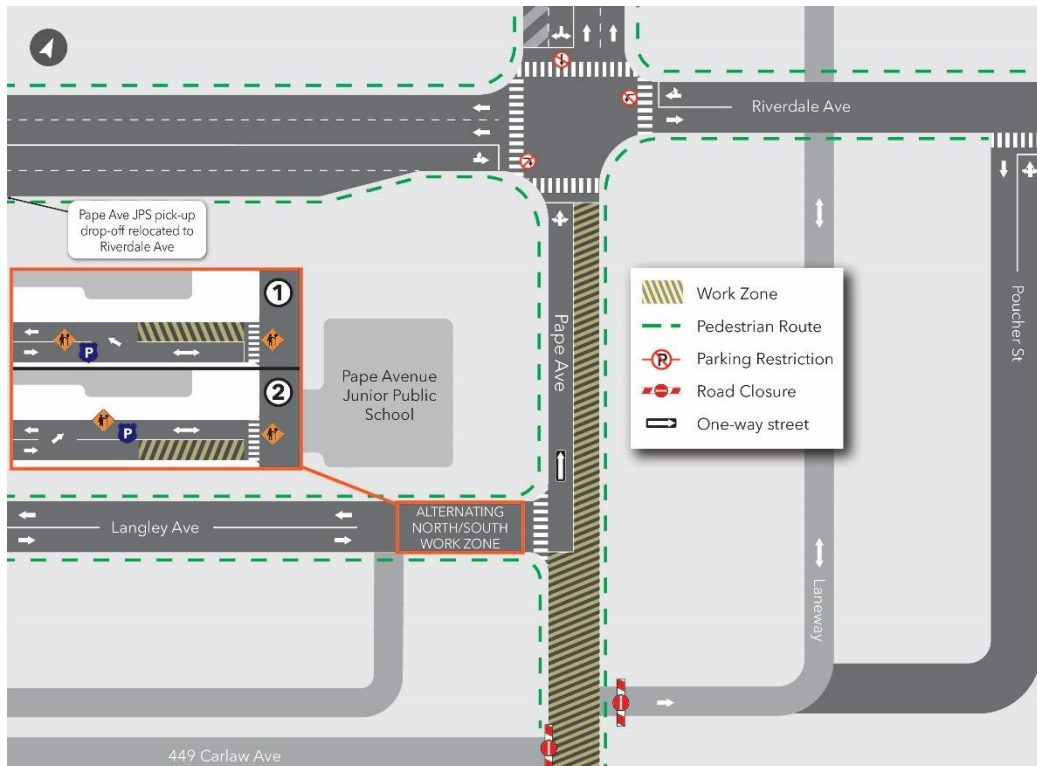 Riverdale Ave
Pape Ave JPS pick-up
drop-off relocated to
Riverdale Ave
1
P
2
P
Pape Avenue
Junior Public
School
Pape Ave
Work Zone
Pedestrian Route
P
Parking Restriction
Road Closure
One-way street
Poucher St
Langley Ave
ALTERNATING
NORTH/SOUTH
WORK ZONE
Laneway
449 Carlaw Ave